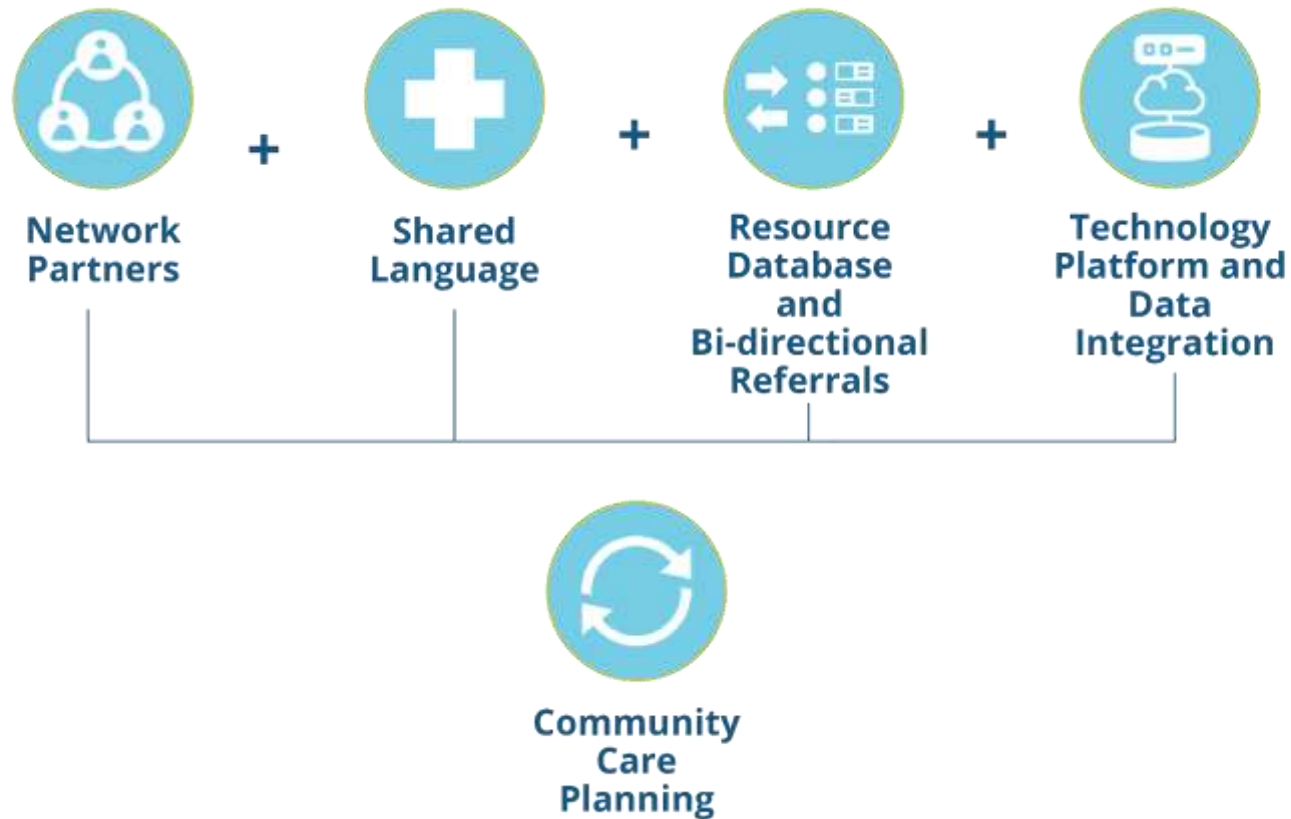 Network
Partners
+
Shared
Language
+
Resource
Database
and
Bi-directional
Referrals
+
Technology
Platform and
Data
Integration
Community
Care
Planning